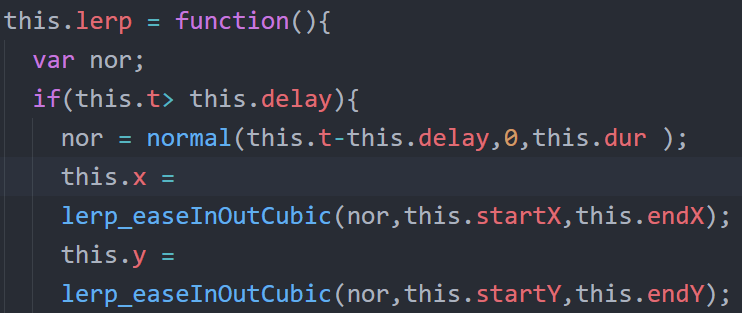 this.lerp = function(){
var nor;
if(this.t> this.delay){
nor = normal(this.t-this.delay,0,this.dur );
this.x =
lerp_easeInOutCubic(nor,this.startX,this.endX);
this.y =
lerp_easeInOutCubic(nor,this.startY,this.endY);